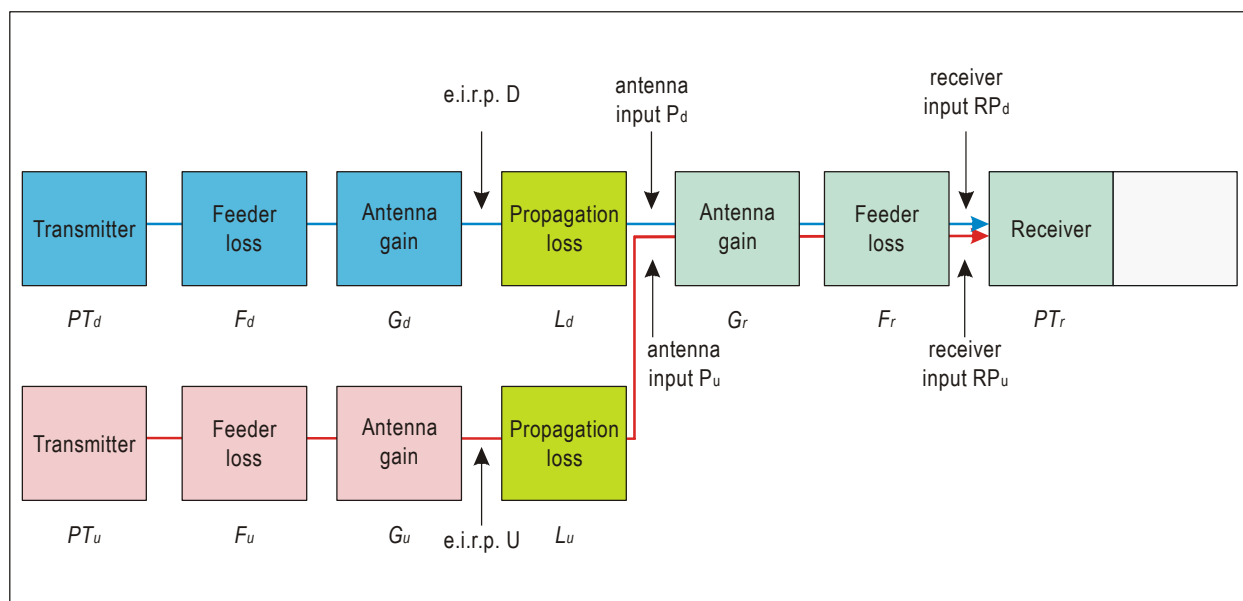 e.i.r.p. D
antenna
input Pd
receiver
input RPd
Transmitter
Feeder
loss
Antenna
gain
Propagation
loss
Antenna
gain
Feeder
loss
Receiver
PTd
Fd
Gd
Ld
Gr
Fr
PTr
antenna
input Pu
receiver
input RPu
Transmitter
Feeder
loss
Antenna
gain
Propagation
loss
PTu
Fu
Gu
e.i.r.p. U
Lu